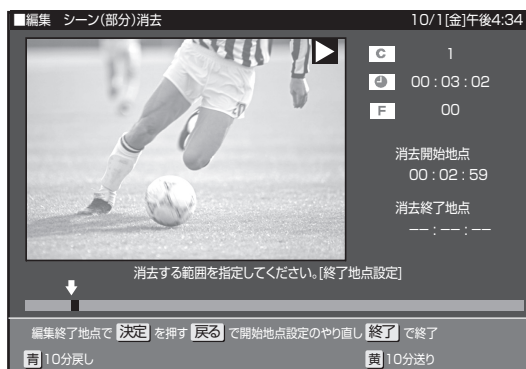 ■編集 シーン(部分)消去 10/1[金]午後4:34
C 1
00:03:02
F 00
消去開始地点
00:02:59
消去終了地点
−−:−−:−−
消去する範囲を指定してください。[終了地点設定]
編集終了地点で 決定 を押す 戻る で開始地点設定のやり直し 終了 で終了
青 10分戻し 黄 10分送り